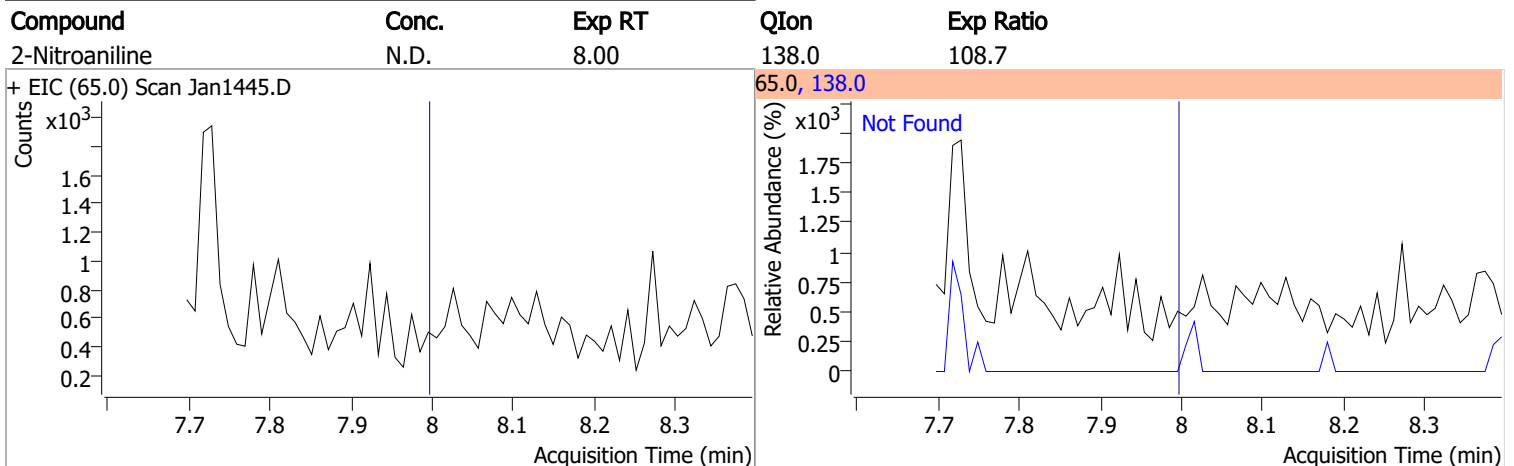 Compound Conc. Exp RT QIon Exp Ratio
2-Nitroaniline N.D. 8.00 138.0 108.7
+ EIC (65.0) Scan Jan1445.D
Counts
x10³
1.6
1.4
1.2
1
0.8
0.6
0.4
0.2
7.7 7.8 7.9 8 8.1 8.2 8.3
Acquisition Time (min)
65.0, 138.0
Relative Abundance (%)
x10³
Not Found
1.75
1.5
1.25
1
0.75
0.5
0.25
0
7.7 7.8 7.9 8 8.1 8.2 8.3
Acquisition Time (min)